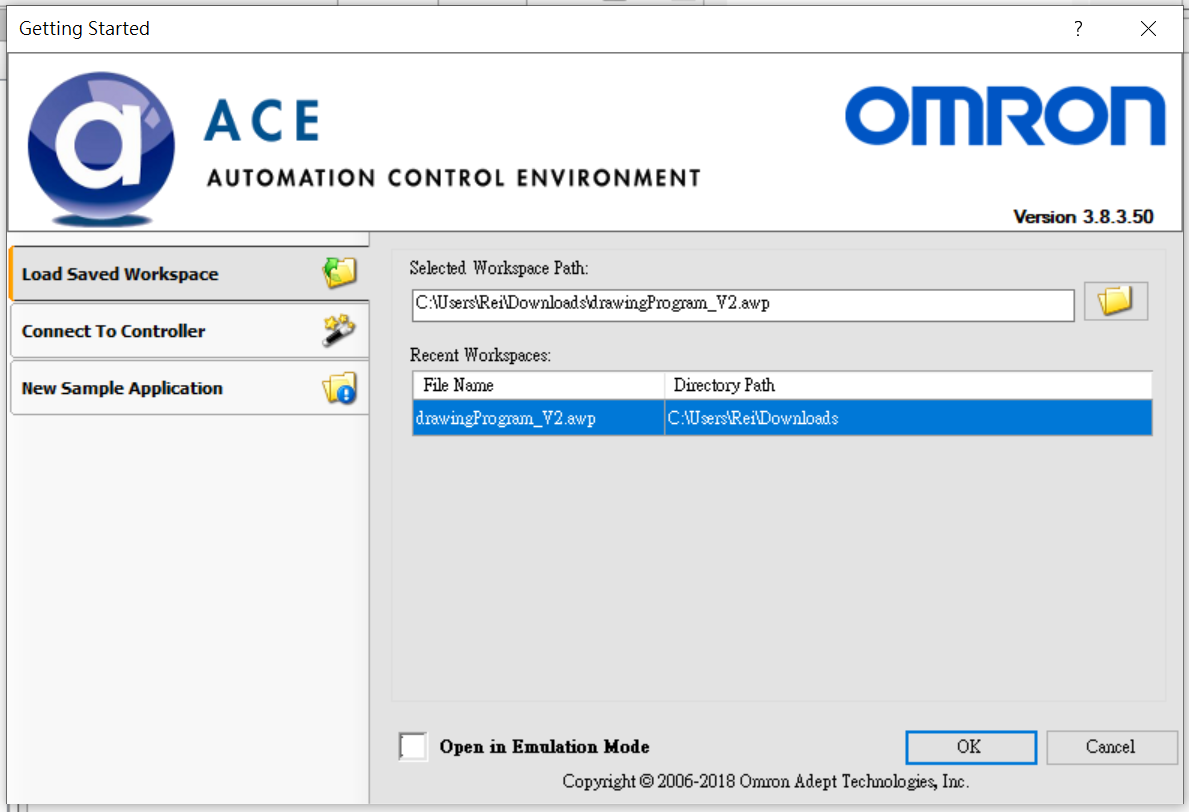 Getting Started
?
a
ACE
OMRON
AUTOMATION CONTROL ENVIRONMENT
Version 3.8.3.50
Load Saved Workspace
Connect To Controller
New Sample Application
Selected Workspace Path:
C:\Users\Rei\Downloads\drawingProgram_V2.awp
Recent Workspaces:
File Name Directory Path
drawingProgram_V2.awp C:\Users\Rei\Downloads
Open in Emulation Mode
OK
Cancel
Copyright © 2006-2018 Omron Adept Technologies, Inc.